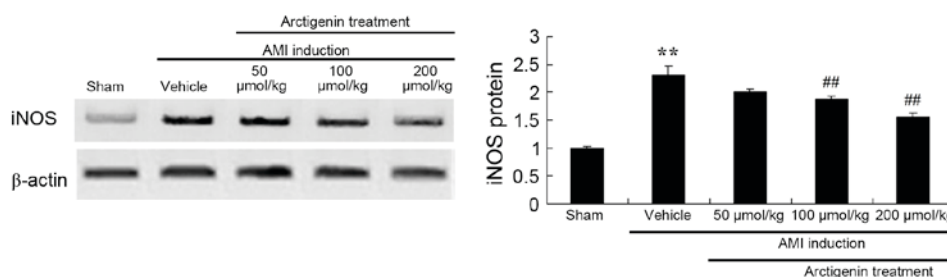 Arctigenin treatment
AMI induction
Sham
Vehicle
50
µmol/kg
100
µmol/kg
200
µmol/kg
iNOS
β-actin
iNOS protein
3
2.5
2
1.5
1
0.5
**
##
##
Sham
Vehicle
50 µmol/kg
100 µmol/kg
200 µmol/kg
AMI induction
Arctigenin treatment